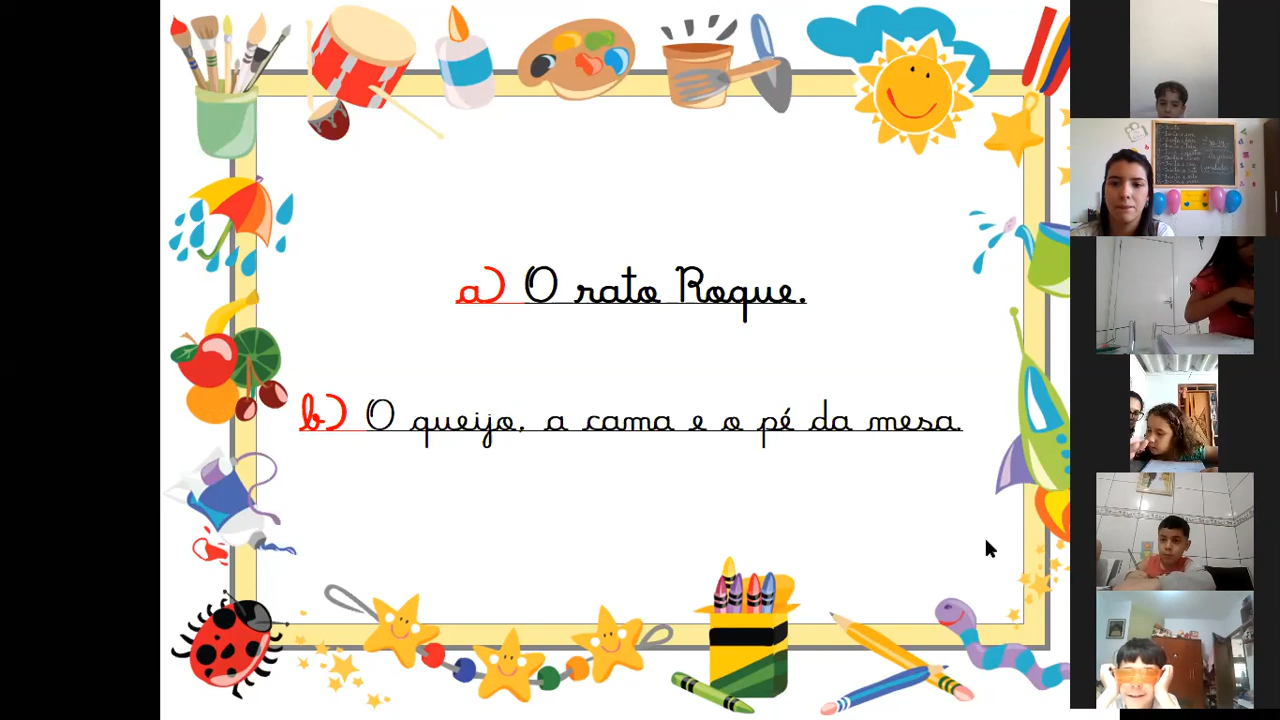 a) O rato Roque.
b) O queijo, a cama e o pé da mesa.